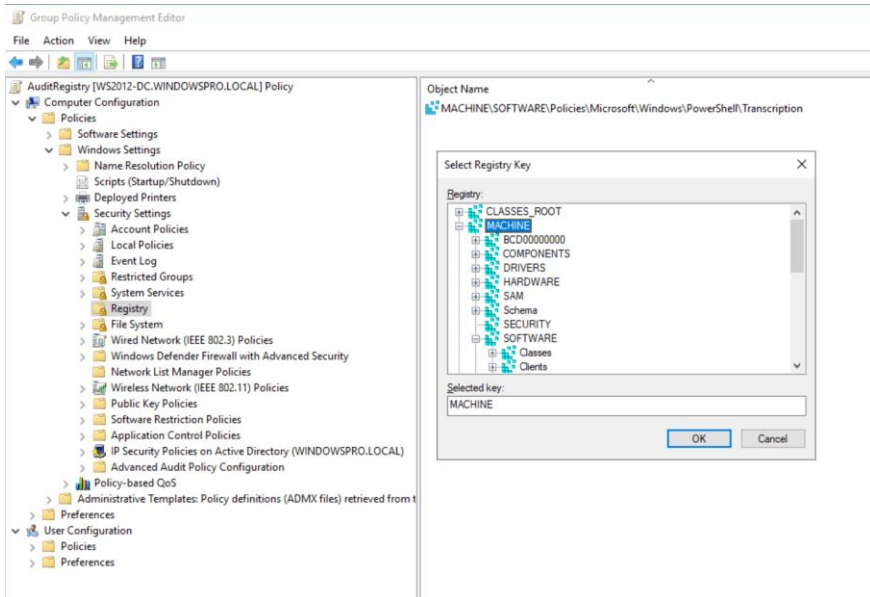 Group Policy Management Editor
File Action View Help
AuditRegistry [WS2012-DC.WINDOWSPRO.LOCAL] Policy
Computer Configuration
Policies
Software Settings
Windows Settings
Name Resolution Policy
Scripts (Startup/Shutdown)
Deployed Printers
Security Settings
Account Policies
Local Policies
Event Log
Restricted Groups
System Services
Registry
File System
Wired Network (IEEE 802.3) Policies
Windows Defender Firewall with Advanced Security
Network List Manager Policies
Wireless Network (IEEE 802.11) Policies
Public Key Policies
Software Restriction Policies
Application Control Policies
IP Security Policies on Active Directory (WINDOWSPRO.LOCAL)
Advanced Audit Policy Configuration
Policy-based QoS
Administrative Templates: Policy definitions (ADMX files) retrieved from t
Preferences
User Configuration
Policies
Preferences
Object Name
MACHINE\SOFTWARE\Policies\Microsoft\Windows\PowerShell\Transcription
Select Registry Key
Registry:
CLASSES_ROOT
MACHINE
BCD00000000
COMPONENTS
DRIVERS
HARDWARE
SAM
Schema
SECURITY
SOFTWARE
Classes
Clients
Selected key:
MACHINE
OK Cancel